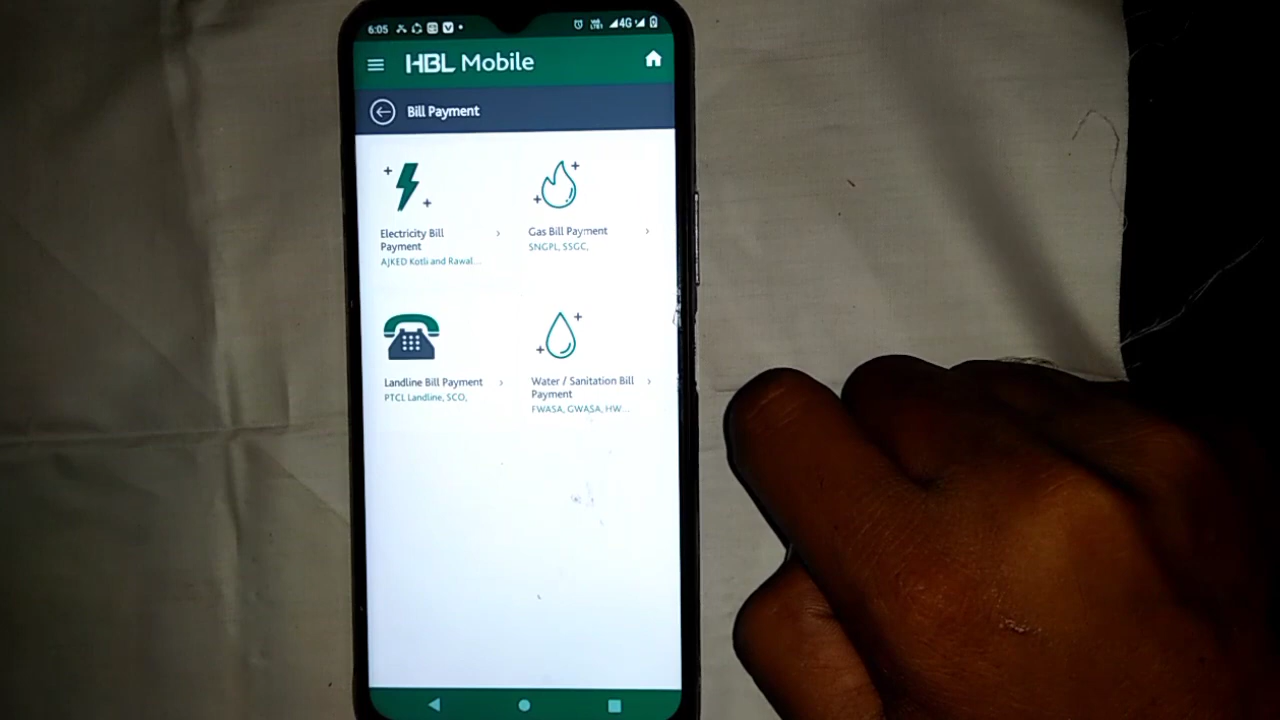 6:05
4G
HBL Mobile
Bill Payment
Electricity Bill
Payment
AJKED Kotli and Rawal...
Gas Bill Payment
SNGPL, SSGC,
Landline Bill Payment
PTCL Landline, SCO,
Water / Sanitation Bill
Payment
FWASA, GWASA, HW...